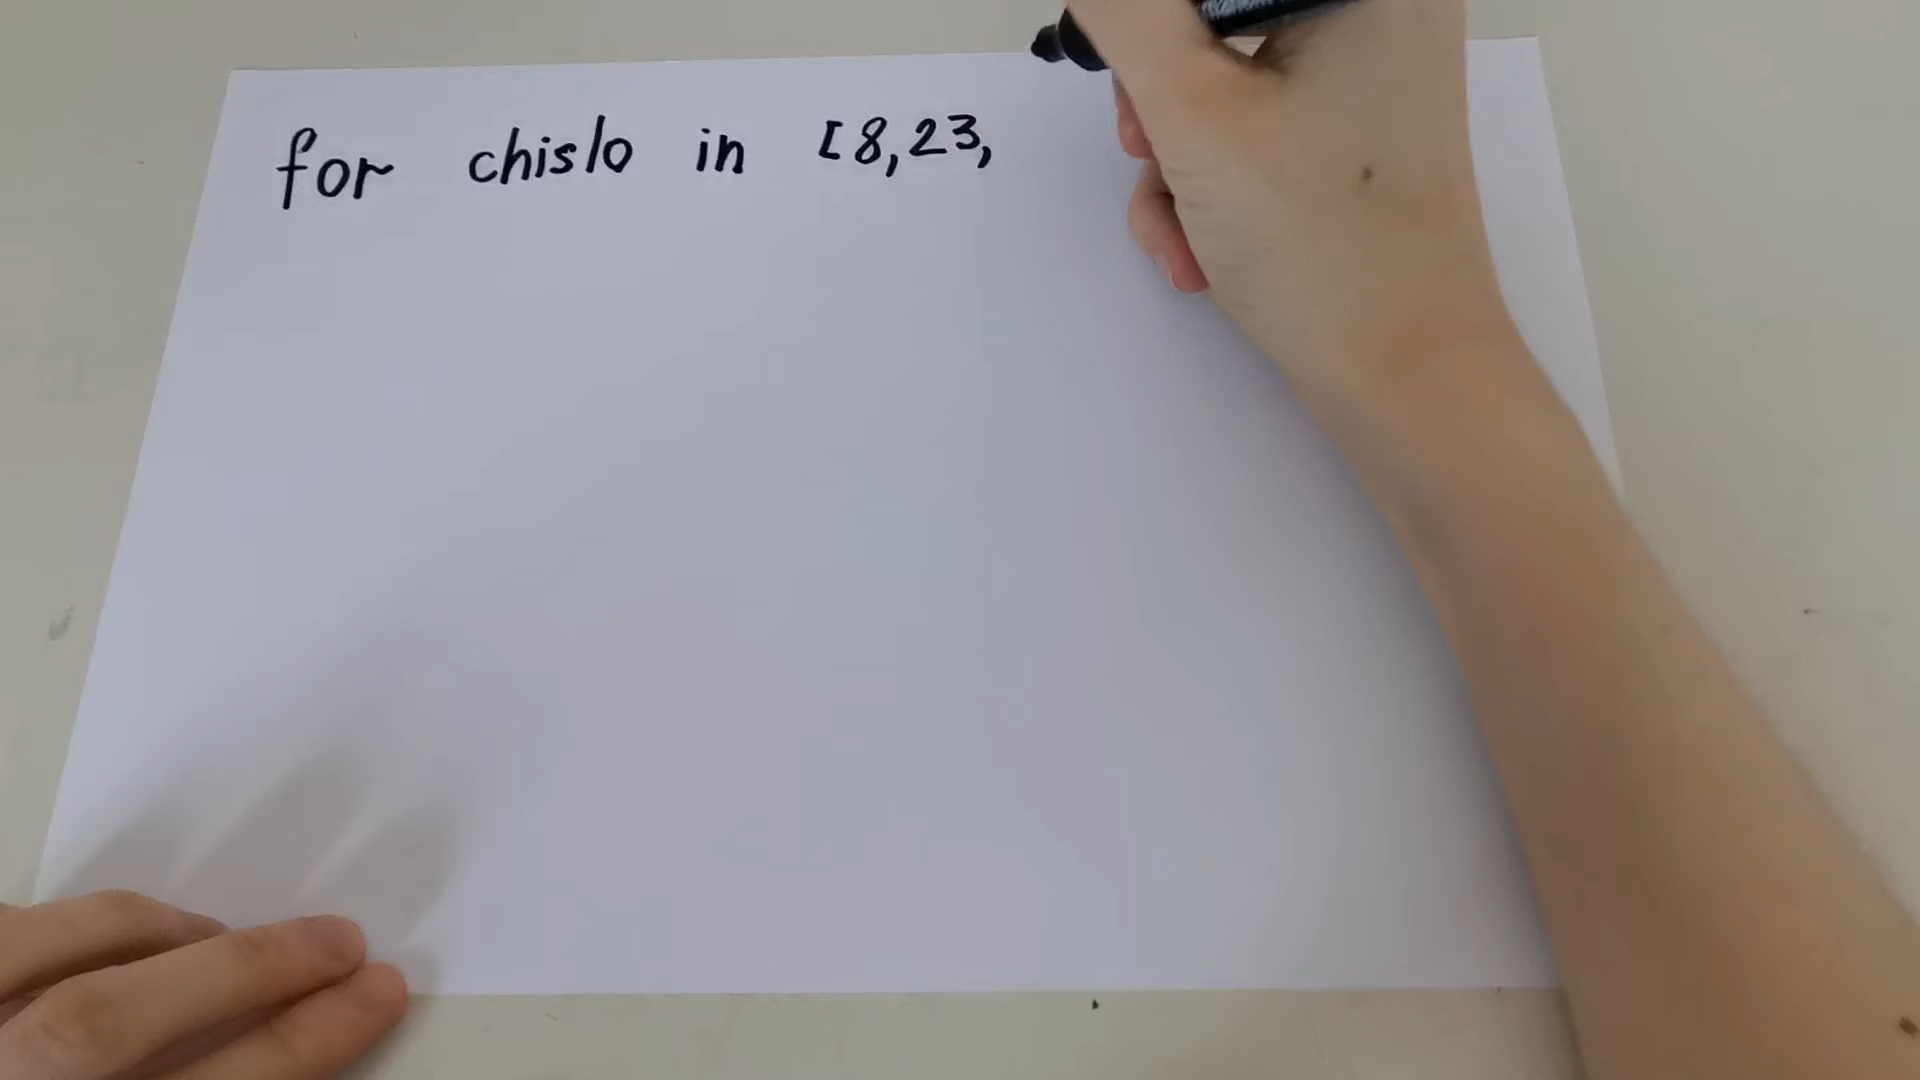 for chislo in [8,23,